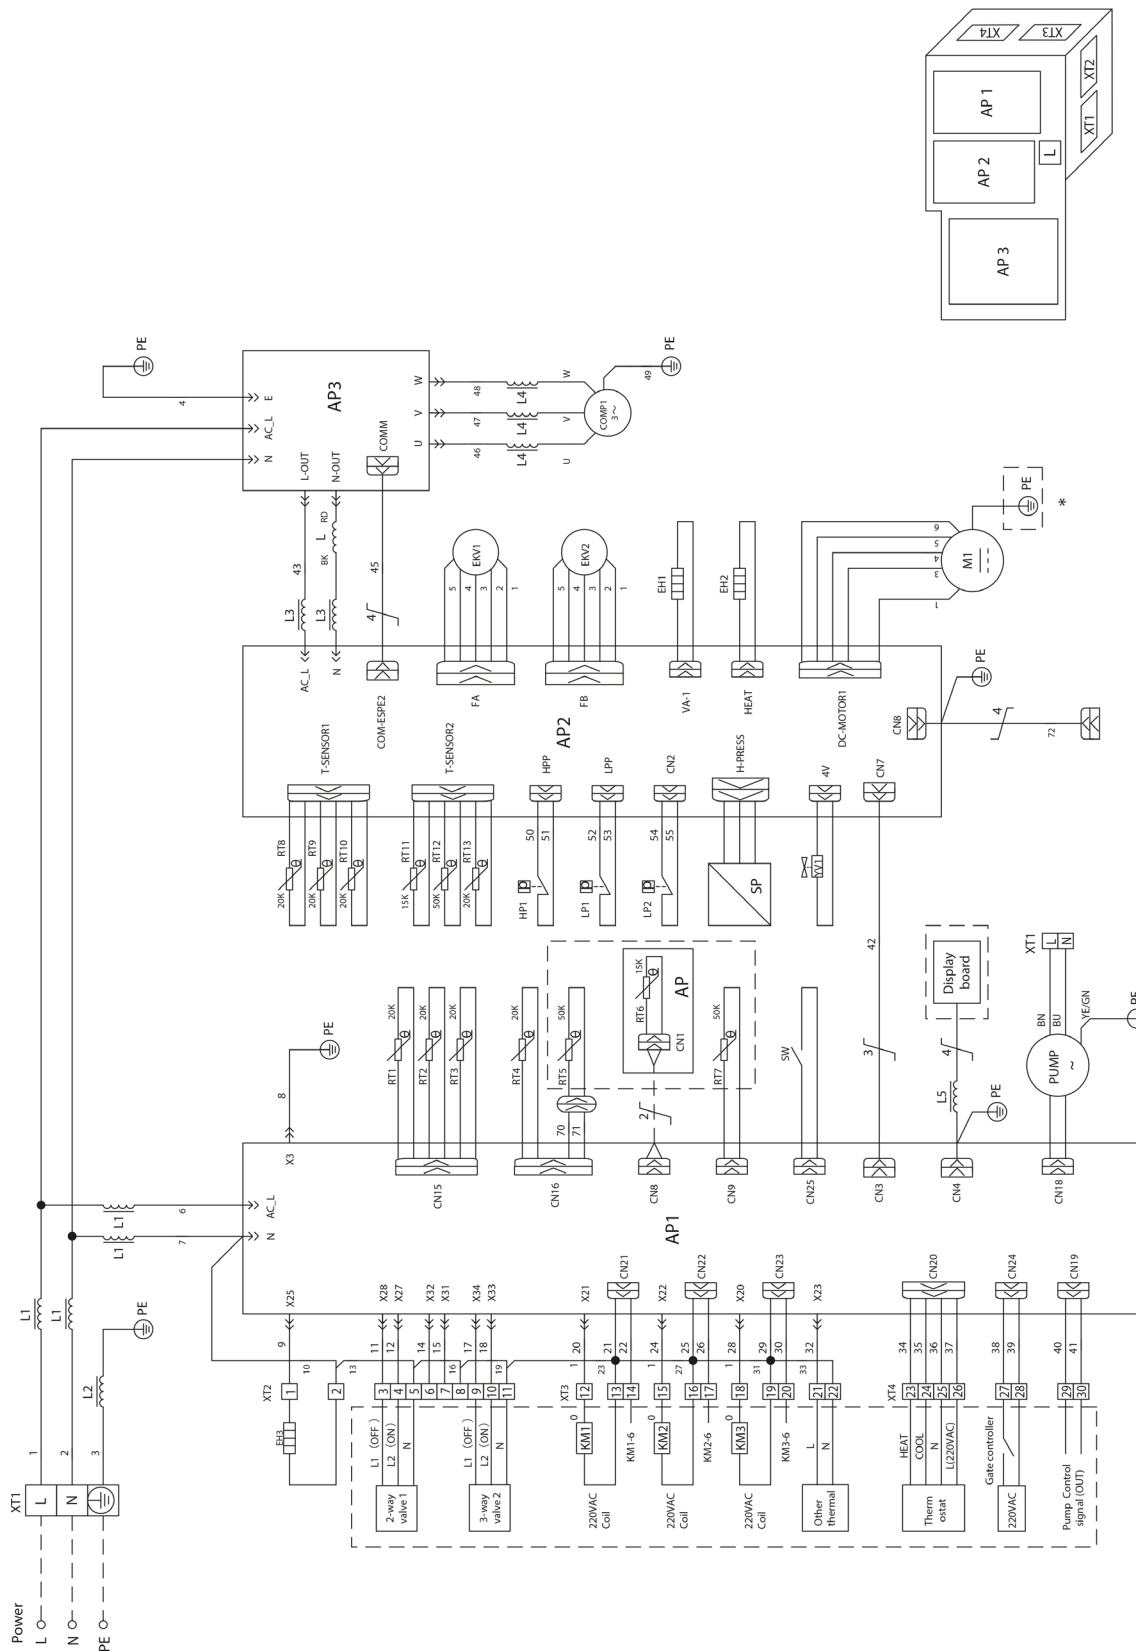 Power
L
N
PE
XT1
L
N
1
2
3
L1
L1
L2
PE
L1
L1
6
7
AC_L
N
8
X3
PE
4
PE
E
AC_L
N
AP3
L-OUT
N-OUT
COMM
W
V
U
48
47
46
L4
L4
L4
W
V
U
COMP1
3～
49
PE
43
L3
L3
BK
L
RD
45
4
AC_L
N
COM-ESPE2
AP2
T-SENSOR1
T-SENSOR2
HPP
LPP
CN2
H-PRESS
4V
CN7
CN8
FA
FB
VA-1
HEAT
DC-MOTOR1
5
4
3
2
1
EKV1
5
4
3
2
1
EKV2
EH1
EH2
6
5
4
3
1
M1
PE
*
PE
4
72
RT8
20K
RT9
20K
RT10
20K
RT11
15K
RT12
50K
RT13
20K
θ
θ
θ
θ
θ
θ
HP1
P
50
51
LP1
P
52
53
LP2
P
54
55
SP
YV1
42
3
AP1
CN15
CN16
CN8
CN9
CN25
CN3
CN4
CN18
RT1
20K
RT2
20K
RT3
20K
θ
θ
θ
RT4
20K
RT5
50K
θ
θ
70
71
2
AP
CN1
RT6
15K
θ
RT7
50K
θ
SW
L5
4
PE
Display
board
PUMP
~
BN
BU
YE/GN
XT1
L
N
PE
X25
X28
X27
X32
X31
X34
X33
X21
CN21
X22
CN22
X20
CN23
X23
CN20
CN24
CN19
9
10
11
12
13
14
15
16
17
18
19
20
21
22
23
24
25
26
27
28
29
30
31
32
33
34
35
36
37
38
39
40
41
1
1
1
XT2
1
2
3
4
5
6
7
8
9
10
11
XT3
12
13
14
15
16
17
18
19
20
21
22
XT4
23
24
25
26
27
28
29
30
EH3
L1 (OFF)
L2 (ON)
N
2-way
valve 1
L1 (OFF)
L2 (ON)
N
3-way
valve 2
KM1
0
KM1-6
220VAC
Coil
KM2
0
KM2-6
220VAC
Coil
KM3
0
KM3-6
220VAC
Coil
L
N
Other
thermal
HEAT
COOL
N
L(220VAC)
Therm
ostat
Gate controller
220VAC
Pump Control
signal (OUT)
AP 1
AP 2
AP 3
L
XT1
XT2
XT3
XT4